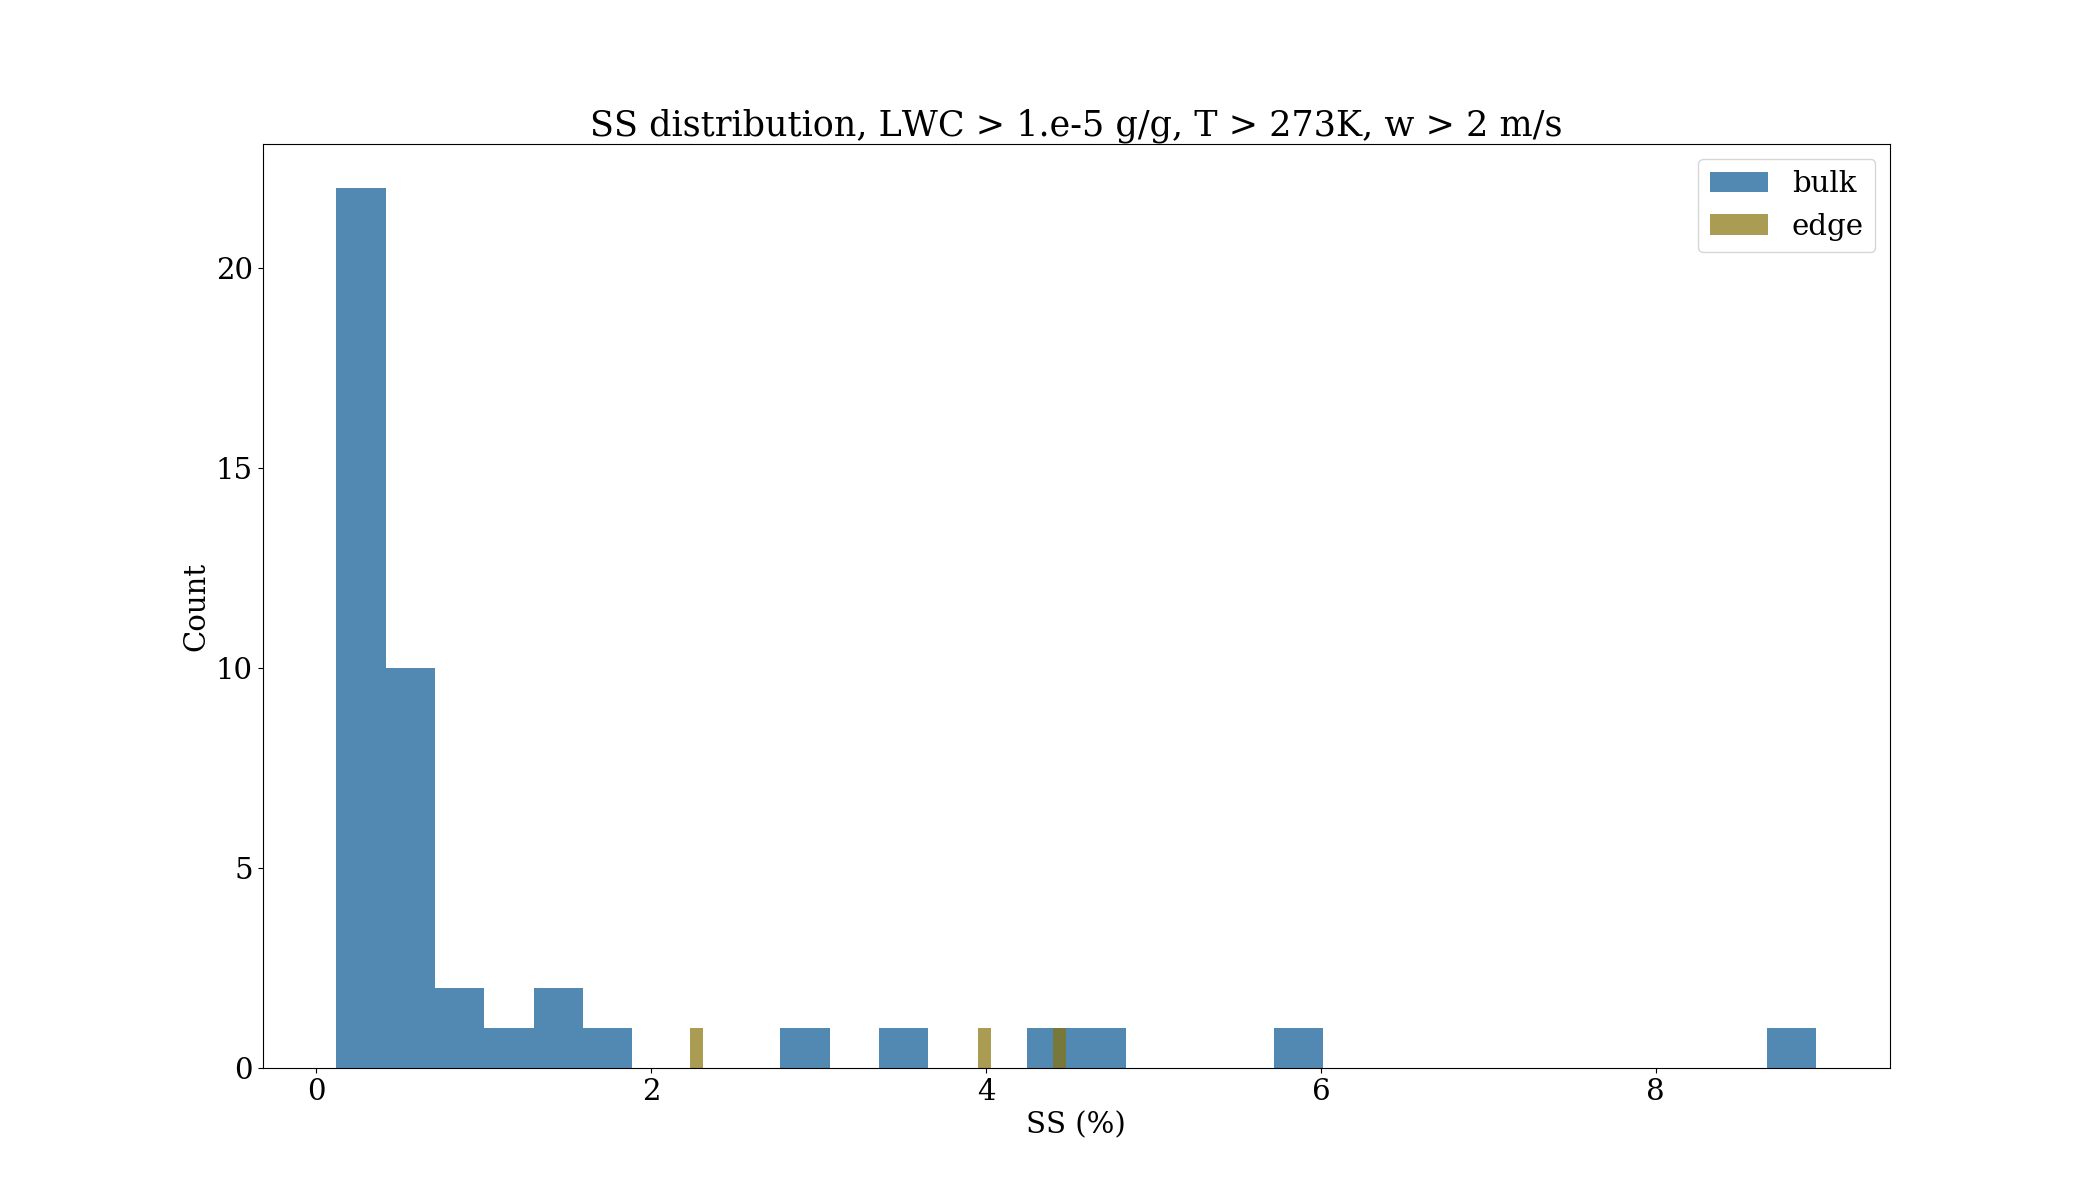 SS distribution, LWC > 1.e-5 g/g, T > 273K, w > 2 m/s
bulk
edge
20
15
10
5
0
Count
0 2 4 6 8
SS (%)